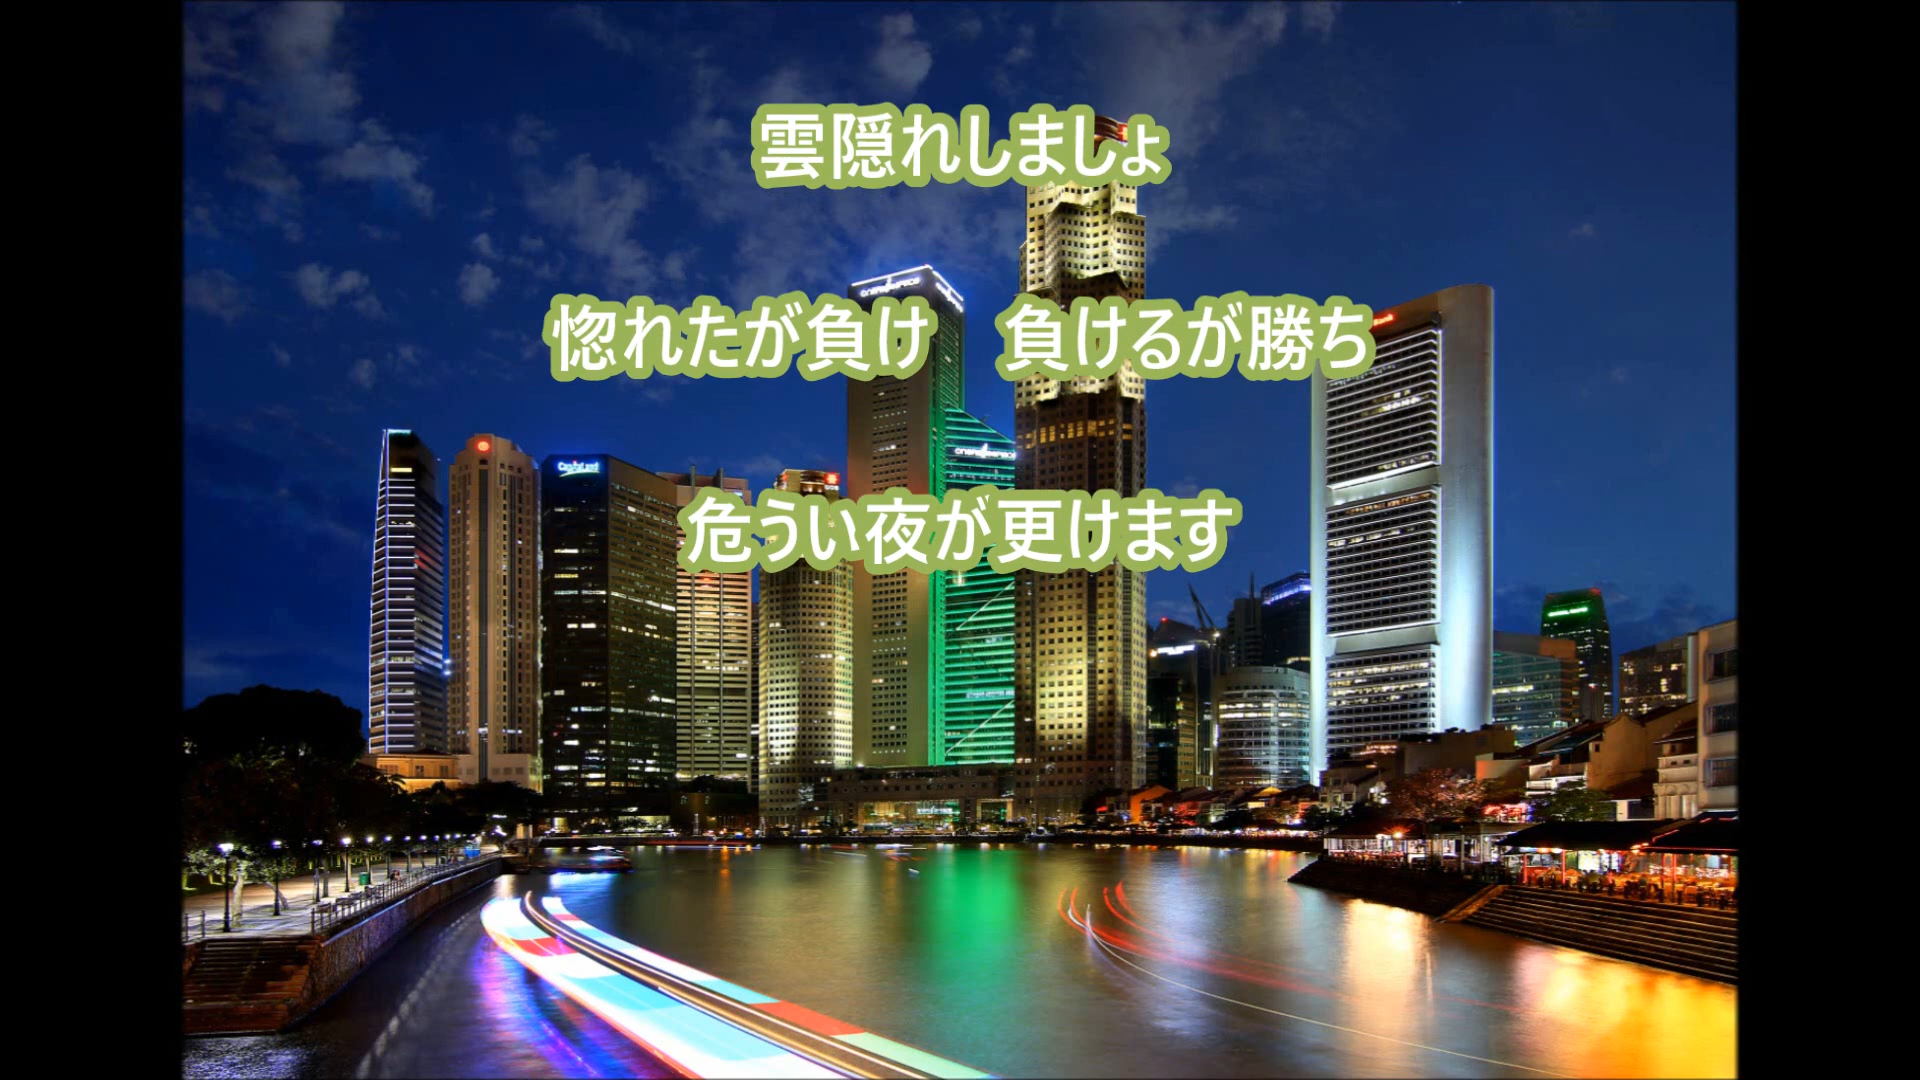 雲隠れしましょ
惚れたが負け　負けるが勝ち
危うい夜が更けます
CapitaLand